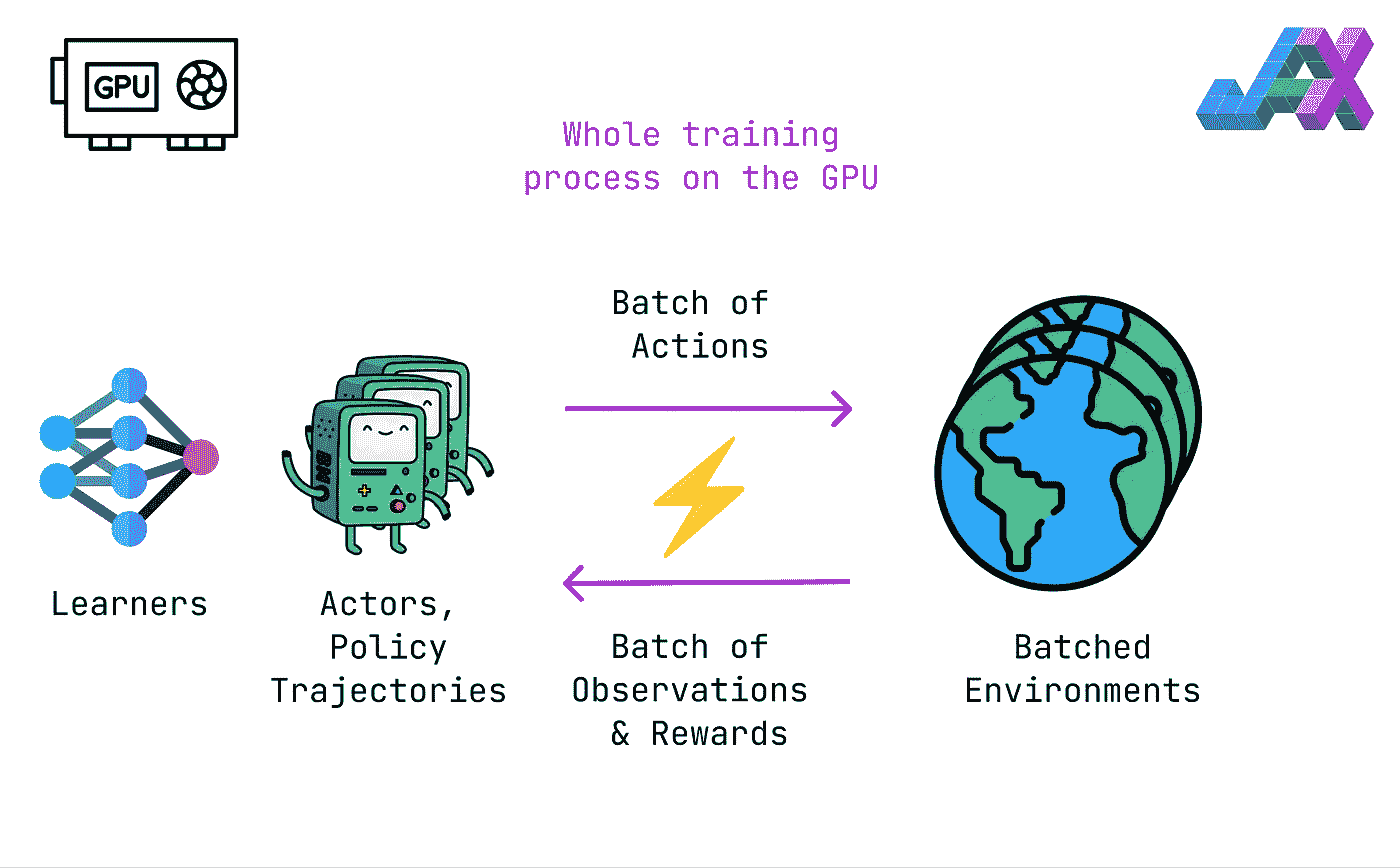 GPU
JAX
Whole training
process on the GPU
Batch of
Actions
Learners
Actors,
Policy
Trajectories
BMO
Batch of
Observations
& Rewards
Batched
Environments